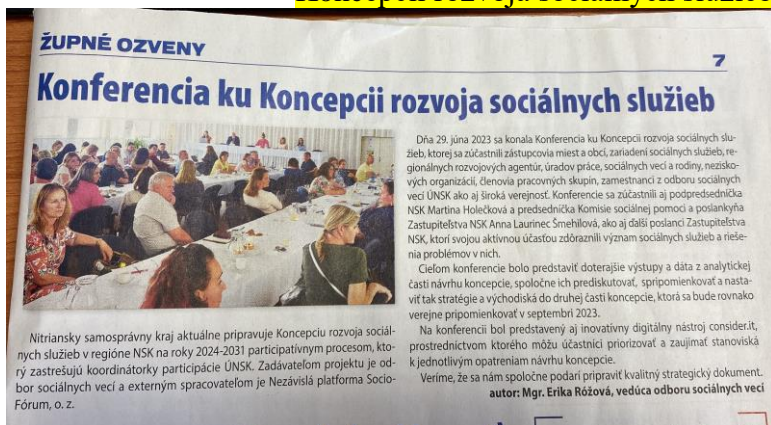 Koncepcii rozvoja sociálnych služieb
ŽUPNÉ OZVENY
7
Konferencia ku Koncepcii rozvoja sociálnych služieb
Nitriansky samosprávny kraj aktuálne pripravuje Koncepciu rozvoja sociál-
nych služieb v regióne NSK na roky 2024-2031 participatívnym procesom, kto-
rý zastrešujú koordinátorky participácie ÚNSK. Zadávateľom projektu je od-
bor sociálnych vecí a externým spracovateľom je Nezávislá platforma Socio-
Fórum, o. z.
Dňa 29. júna 2023 sa konala Konferencia ku Koncepcii rozvoja sociálnych slu-
žieb, ktorej sa zúčastnili zástupcovia miest a obcí, zariadení sociálnych služieb, re-
gionálnych rozvojových agentúr, úradov práce, sociálnych vecí a rodiny, nezisko-
vých organizácií, členovia pracovných skupín, zamestnanci z odboru sociálnych
vecí ÚNSK ako aj široká verejnosť. Konferencie sa zúčastnili aj podpredsedníčka
NSK Martina Holečková a predsedníčka Komisie sociálnej pomoci a poslankyňa
Zastupiteľstva NSK Anna Laurinec Šmehilová, ako aj ďalší poslanci Zastupiteľstva
NSK, ktorí svojou aktívnou účasťou zdôraznili význam sociálnych služieb a rieše-
nia problémov v nich.
Cieľom konferencie bolo predstaviť doterajšie výstupy a dáta z analytickej
časti návrhu koncepcie, spoločne ich prediskutovať, spripomienkovať a nasta-
viť tak stratégie a východiská do druhej časti koncepcie, ktorá sa bude rovnako
verejne pripomienkovať v septembri 2023.
Na konferencii bol predstavený aj inovatívny digitálny nástroj consider.it,
prostredníctvom ktorého môžu účastníci priorizovať a zaujímať stanoviská
k jednotlivým opatreniam návrhu koncepcie.
Veríme, že sa nám spoločne podarí pripraviť kvalitný strategický dokument.
autor: Mgr. Erika Róžová, vedúca odboru sociálnych vecí